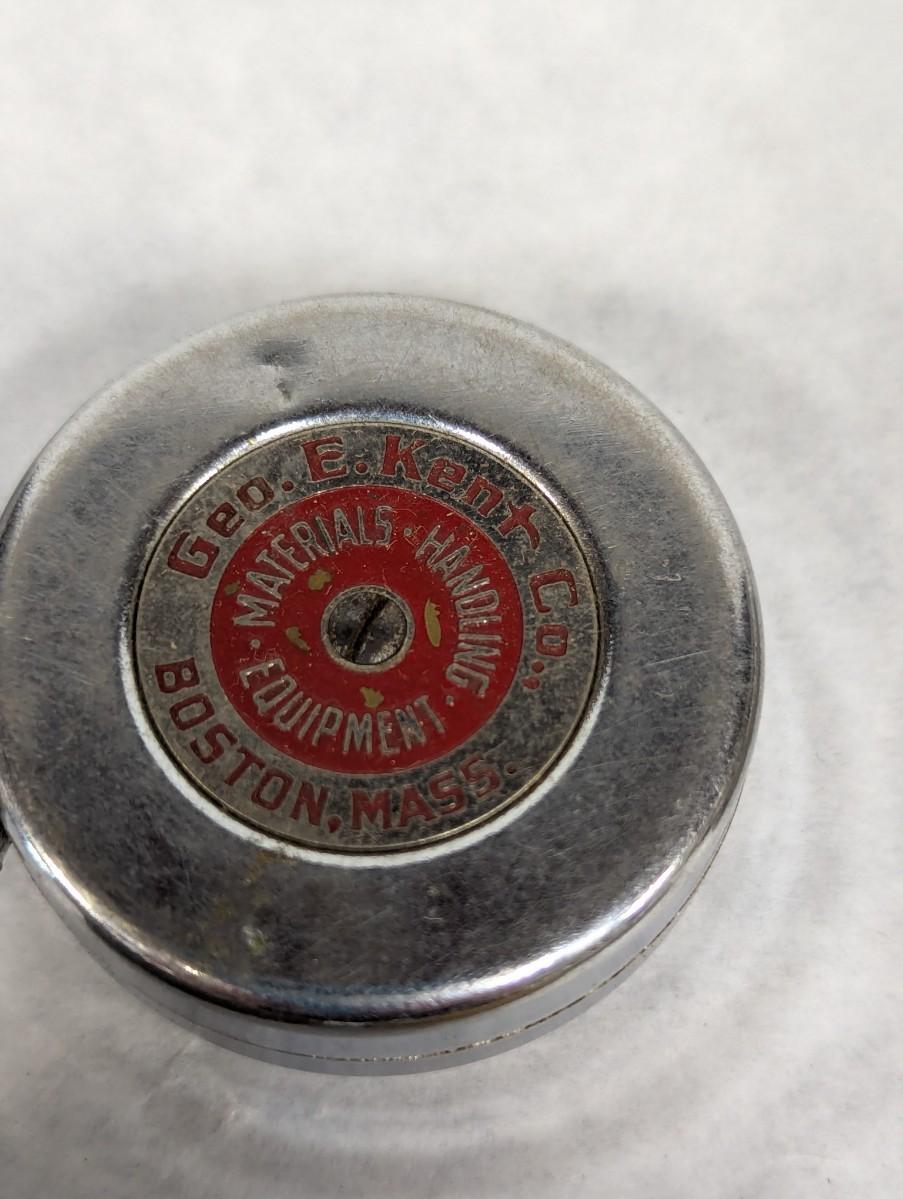 Geo. E. Kent Co.,
BOSTON, MASS.
MATERIALS · HANDLING ·
EQUIPMENT ·